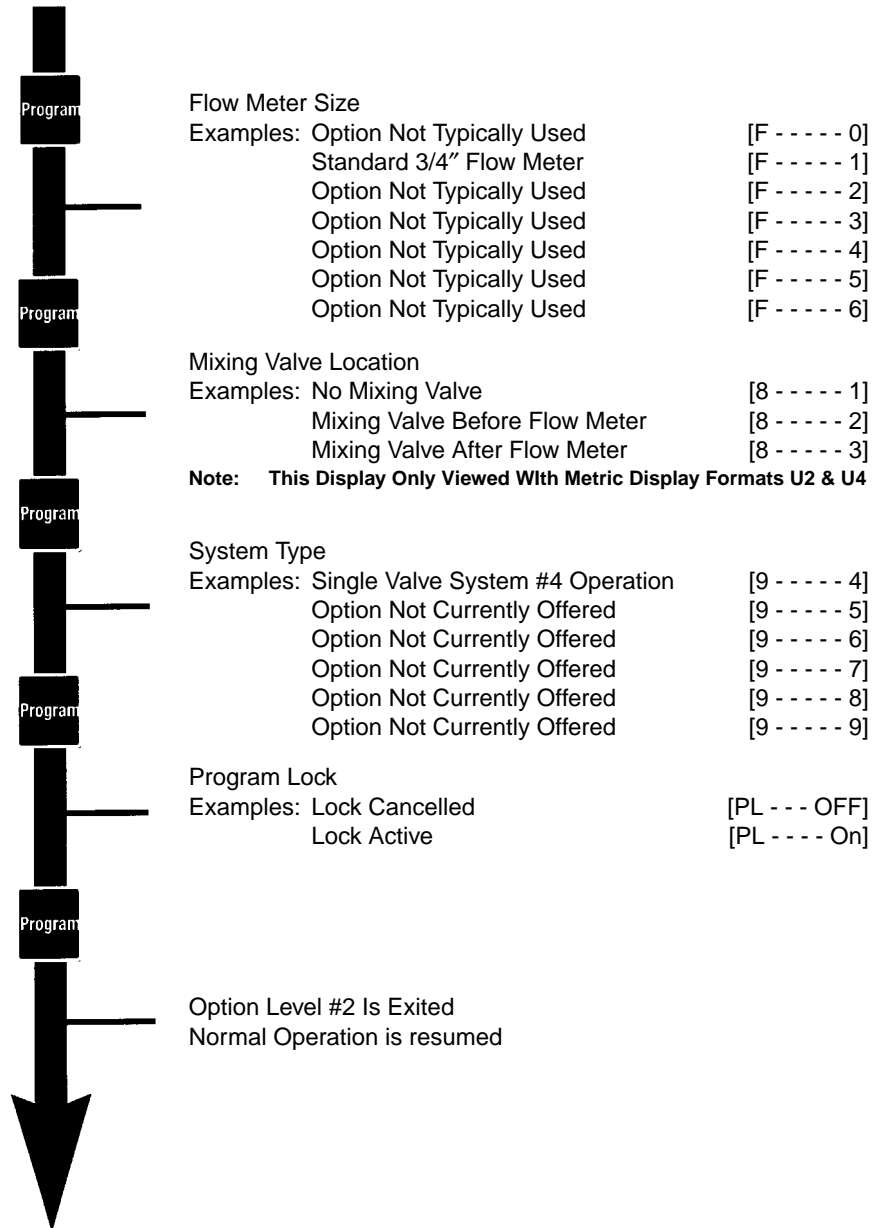 Program
Flow Meter Size
Examples: Option Not Typically Used [F - - - - - 0]
Standard 3/4″ Flow Meter [F - - - - - 1]
Option Not Typically Used [F - - - - - 2]
Option Not Typically Used [F - - - - - 3]
Option Not Typically Used [F - - - - - 4]
Option Not Typically Used [F - - - - - 5]
Option Not Typically Used [F - - - - - 6]
Program
Mixing Valve Location
Examples: No Mixing Valve [8 - - - - - 1]
Mixing Valve Before Flow Meter [8 - - - - - 2]
Mixing Valve After Flow Meter [8 - - - - - 3]
Note: This Display Only Viewed WIth Metric Display Formats U2 & U4
Program
System Type
Examples: Single Valve System #4 Operation [9 - - - - - 4]
Option Not Currently Offered [9 - - - - - 5]
Option Not Currently Offered [9 - - - - - 6]
Option Not Currently Offered [9 - - - - - 7]
Option Not Currently Offered [9 - - - - - 8]
Option Not Currently Offered [9 - - - - - 9]
Program
Program Lock
Examples: Lock Cancelled [PL - - - OFF]
Lock Active [PL - - - - On]
Program
Option Level #2 Is Exited
Normal Operation is resumed